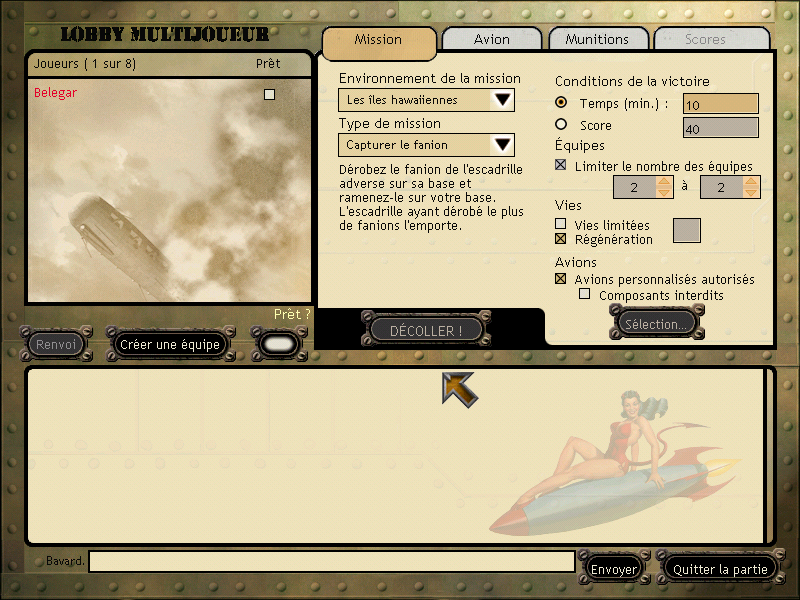 LOBBY MULTIJOUEUR
Mission
Avion
Munitions
Scores
Joueurs ( 1 sur 8)
Prêt
Belegar
Environnement de la mission
Les îles hawaiiennes
Type de mission
Capturer le fanion
Dérobez le fanion de l'escadrille
adverse sur sa base et
ramenez-le sur votre base.
L'escadrille ayant dérobé le plus
de fanions l'emporte.
Conditions de la victoire
Temps (min.) :
10
Score
40
Équipes
Limiter le nombre des équipes
2
à
2
Vies
Vies limitées
Régénération
Avions
Avions personnalisés autorisés
Composants interdits
Sélection...
Prêt ?
DÉCOLLER !
Renvoi
Créer une équipe
Bavard.
Envoyer
Quitter la partie